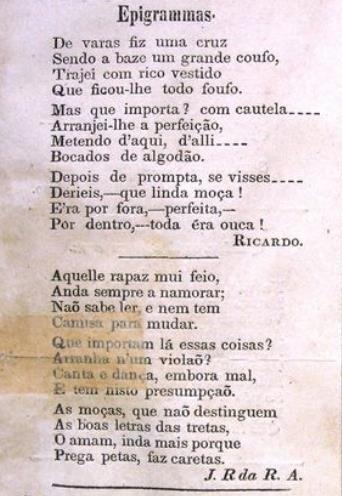 Epigrammas.
De varas fiz uma cruz
Sendo a baze um grande coufo,
Trajei com rico vestido
Que ficou-lhe todo foufo.
Mas que importa? com cautela....
Arranjei-lhe a perfeição,
Metendo d'aqui, d'alli....
Bocados de algodão.
Depois de prompta, se visses....
Derieis,—que linda moça !
E'ra por fora,—perfeita,—
Por dentro,—toda éra ouca !
RICARDO.
Aquelle rapaz mui feio,
Anda sempre a namorar;
Naõ sabe ler, e nem tem
Camisa para mudar.
Que importam lá essas coisas?
Arranha n'um violaõ?
Canta e dança, embora mal,
E tem nisto presumpçaõ.
As moças, que naõ destinguem
As boas letras das tretas,
O amam, inda mais porque
Prega petas, faz caretas.
J. R da R. A.